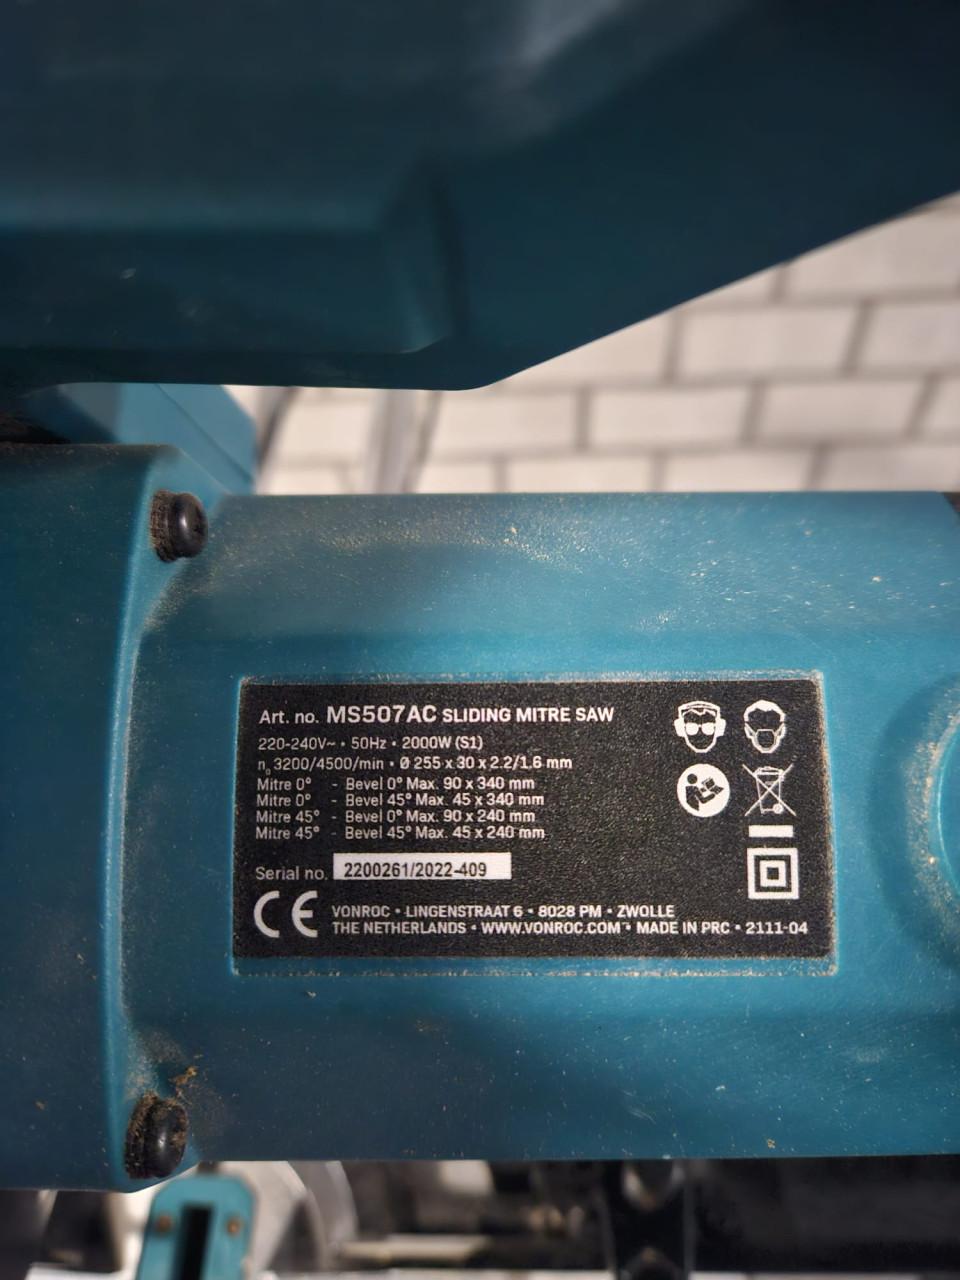 Art. no. MS507AC SLIDING MITRE SAW
220-240V~ • 50Hz • 2000W (S1)
n₀ 3200/4500/min • Ø 255 x 30 x 2.2/1.6 mm
Mitre 0° - Bevel 0° Max. 90 x 340 mm
Mitre 0° - Bevel 45° Max. 45 x 340 mm
Mitre 45° - Bevel 0° Max. 90 x 240 mm
Mitre 45° - Bevel 45° Max. 45 x 240 mm
Serial no. 2200261/2022-409
CE
VONROC • LINGENSTRAAT 6 • 8028 PM • ZWOLLE
THE NETHERLANDS • WWW.VONROC.COM • MADE IN PRC • 2111-04